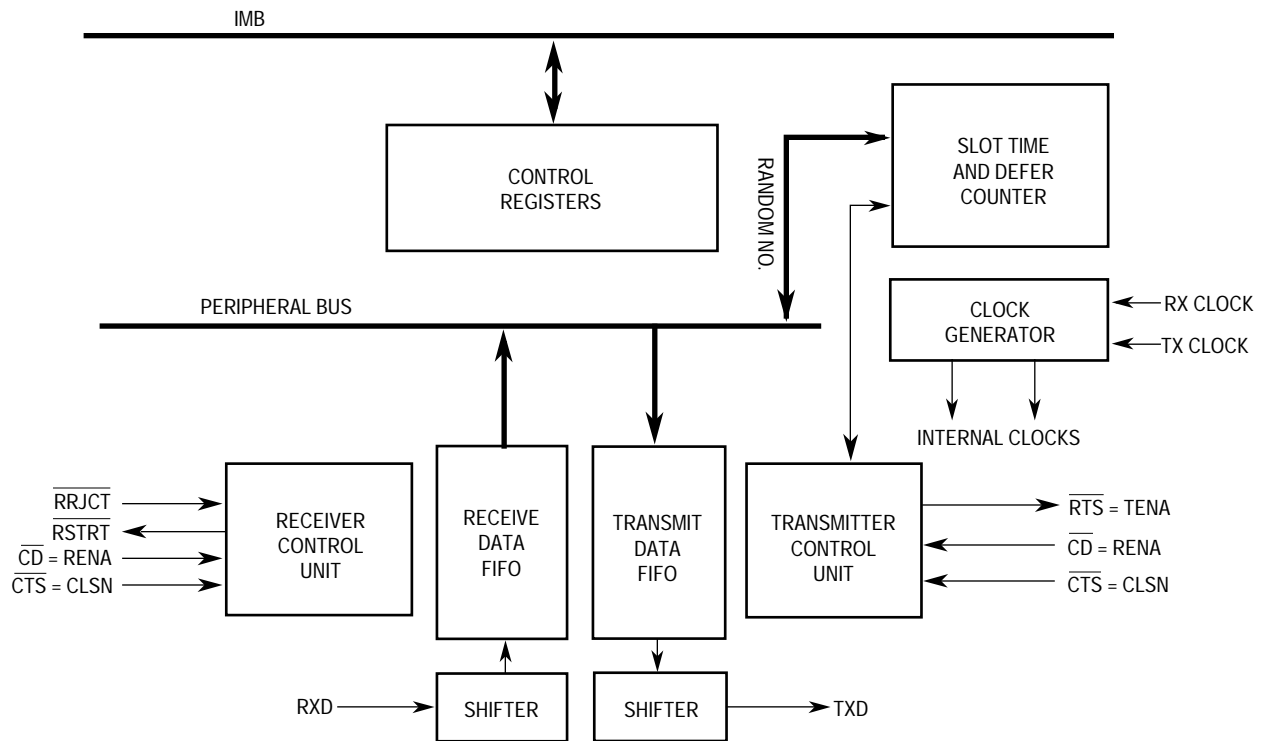 IMB
CONTROL
REGISTERS
RANDOM NO.
SLOT TIME
AND DEFER
COUNTER
PERIPHERAL BUS
CLOCK
GENERATOR
RX CLOCK
TX CLOCK
INTERNAL CLOCKS
RRJCT
RSTRT
CD = RENA
CTS = CLSN
RECEIVER
CONTROL
UNIT
RECEIVE
DATA
FIFO
TRANSMIT
DATA
FIFO
TRANSMITTER
CONTROL
UNIT
RTS = TENA
CD = RENA
CTS = CLSN
RXD
SHIFTER
SHIFTER
TXD